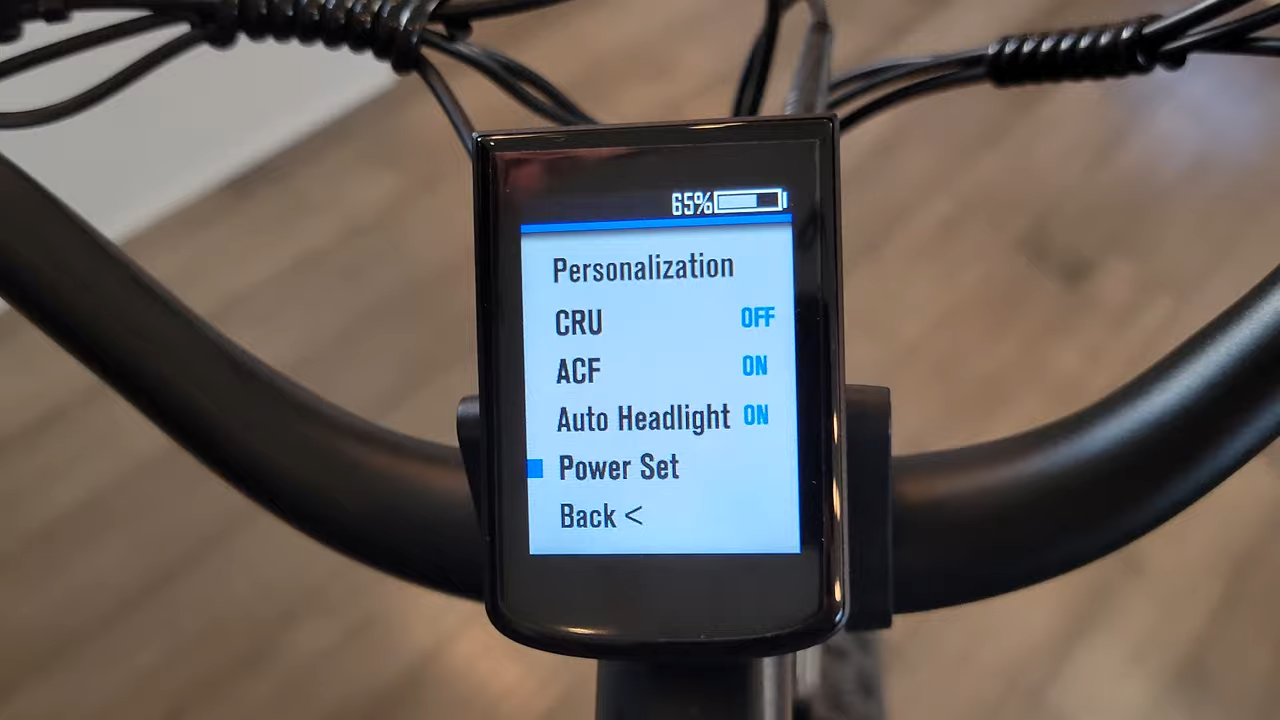 65%
Personalization
CRU OFF
ACF ON
Auto Headlight ON
Power Set
Back <